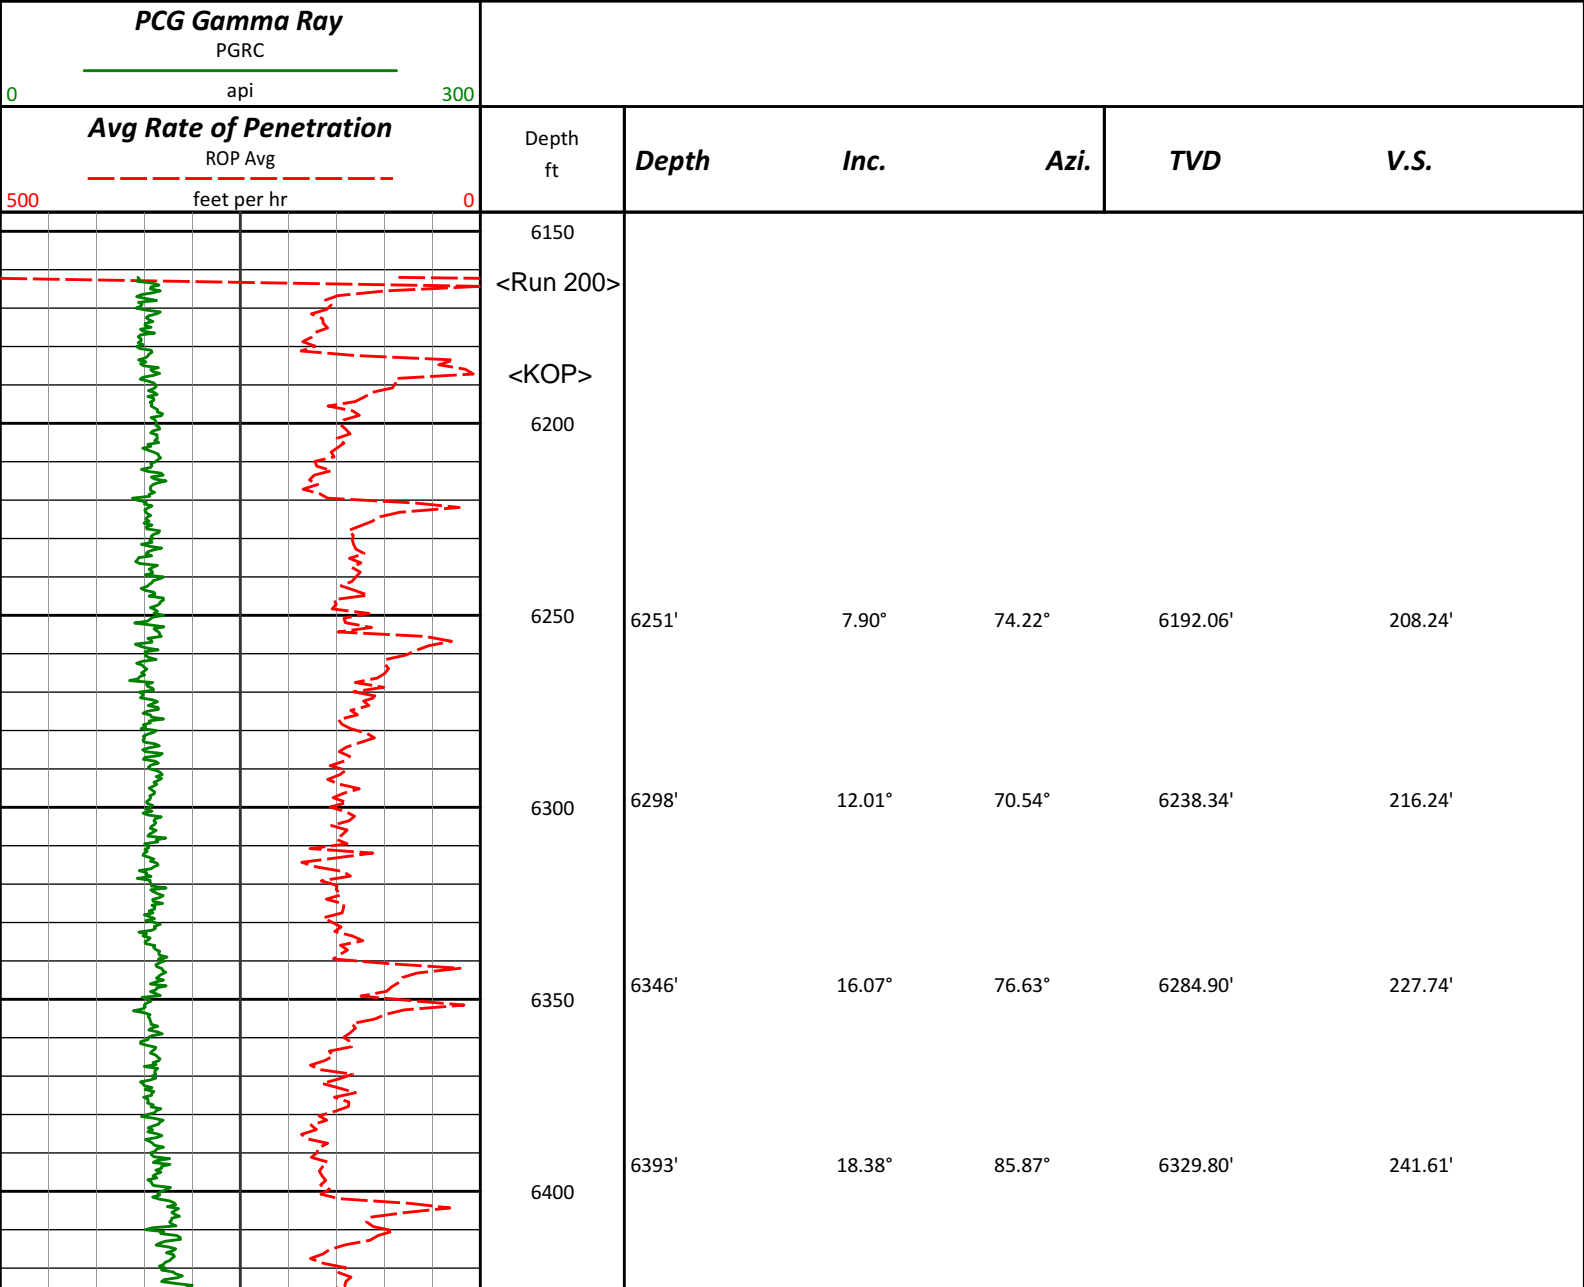 PCG Gamma Ray
PGRC
0 api 300
Avg Rate of Penetration
ROP Avg
500 feet per hr 0
Depth
ft
Depth Inc. Azi. TVD V.S.
6150
<Run 200>
<KOP>
6200
6250
6251' 7.90° 74.22° 6192.06' 208.24'
6298' 12.01° 70.54° 6238.34' 216.24'
6300
6346' 16.07° 76.63° 6284.90' 227.74'
6350
6393' 18.38° 85.87° 6329.80' 241.61'
6400